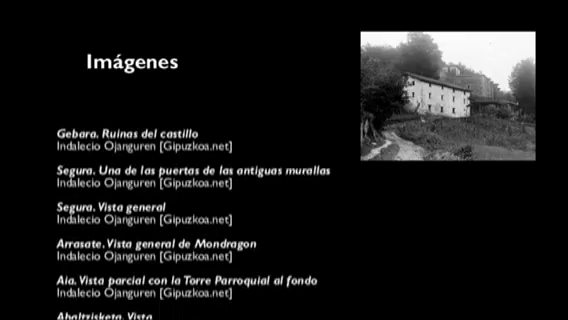 Imágenes
Gebara. Ruinas del castillo
Indalecio Ojanguren [Gipuzkoa.net]
Segura. Una de las puertas de las antiguas murallas
Indalecio Ojanguren [Gipuzkoa.net]
Segura. Vista general
Indalecio Ojanguren [Gipuzkoa.net]
Arrasate. Vista general de Mondragon
Indalecio Ojanguren [Gipuzkoa.net]
Aia. Vista parcial con la Torre Parroquial al fondo
Indalecio Ojanguren [Gipuzkoa.net]
Abaltzisketa. Vista